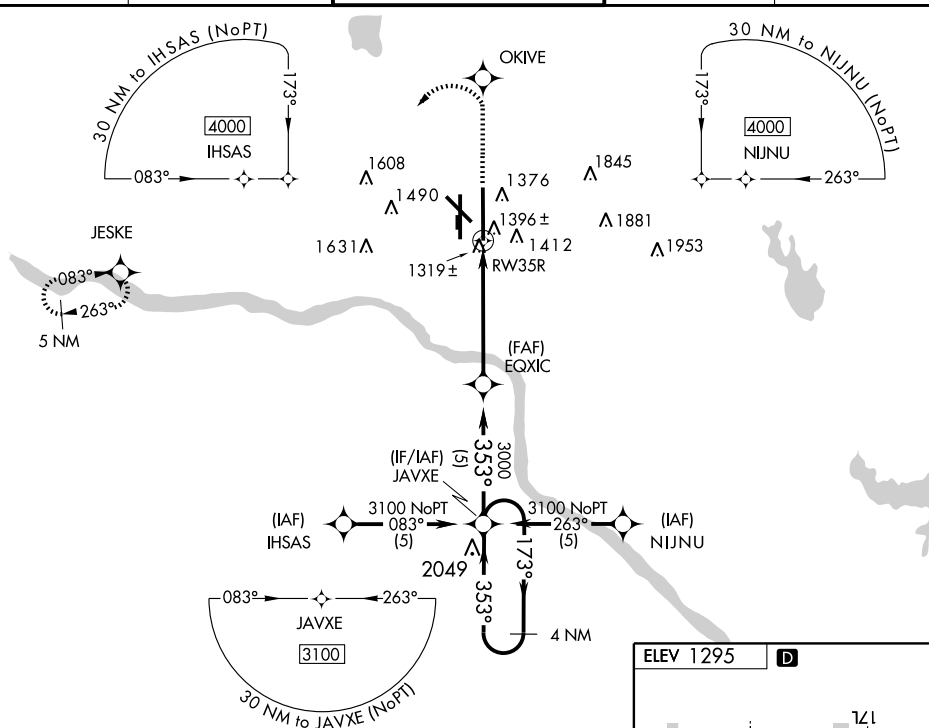 30 NM to IHSAS (NoPT)
173°
4000
IHSAS
083°
OKIVE
30 NM to NIJNU (NoPT)
173°
4000
NIJNU
263°
1608
1490
1631
1376
1396 ±
1412
1319 ±
RW35R
1845
1881
1953
JESKE
083°
263°
5 NM
(FAF)
EQXIC
3000
353°
(5)
(IF/IAF)
JAVXE
(IAF)
IHSAS
3100 NoPT
083°
(5)
3100 NoPT
263°
(5)
(IAF)
NIJNU
2049
173°
353°
4 NM
083°
263°
JAVXE
3100
30 NM to JAVXE (NoPT)
ELEV 1295
D
17L